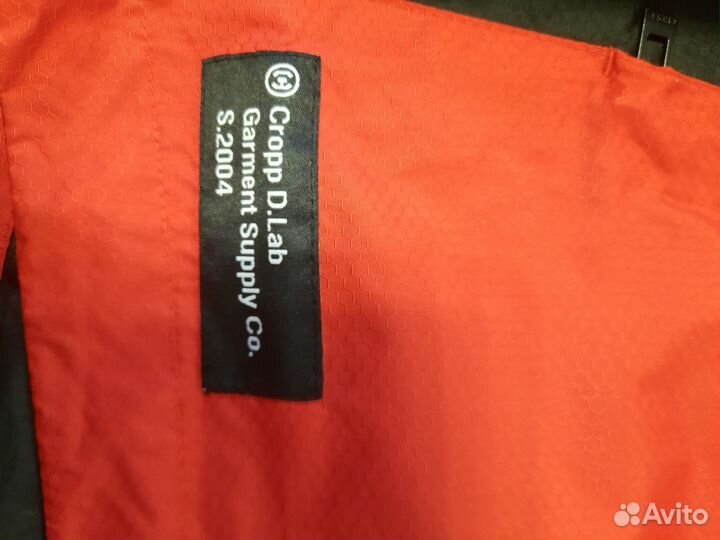 Cropp D.Lab
Garment Supply Co.
S.2004
Avito